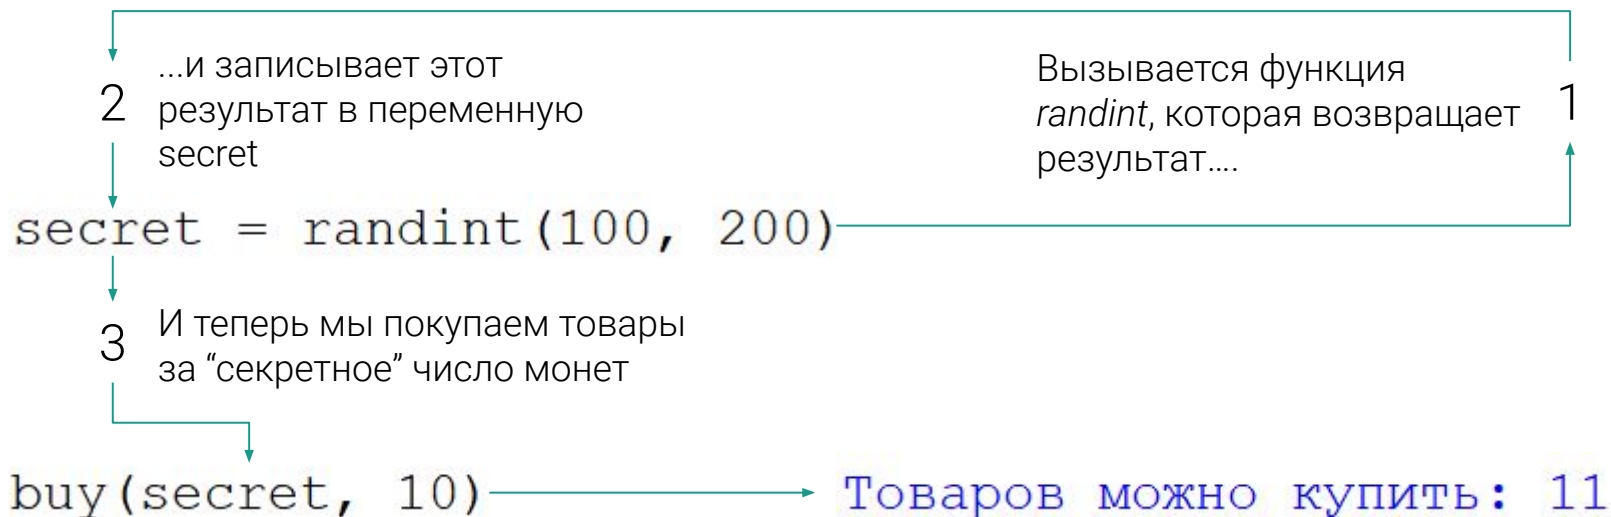 ...и записывает этот
2 результат в переменную
secret
Вызывается функция
randint, которая возвращает 1
результат....
secret = randint(100, 200)
И теперь мы покупаем товары
3 за “секретное” число монет
buy(secret, 10) Товаров можно купить: 11